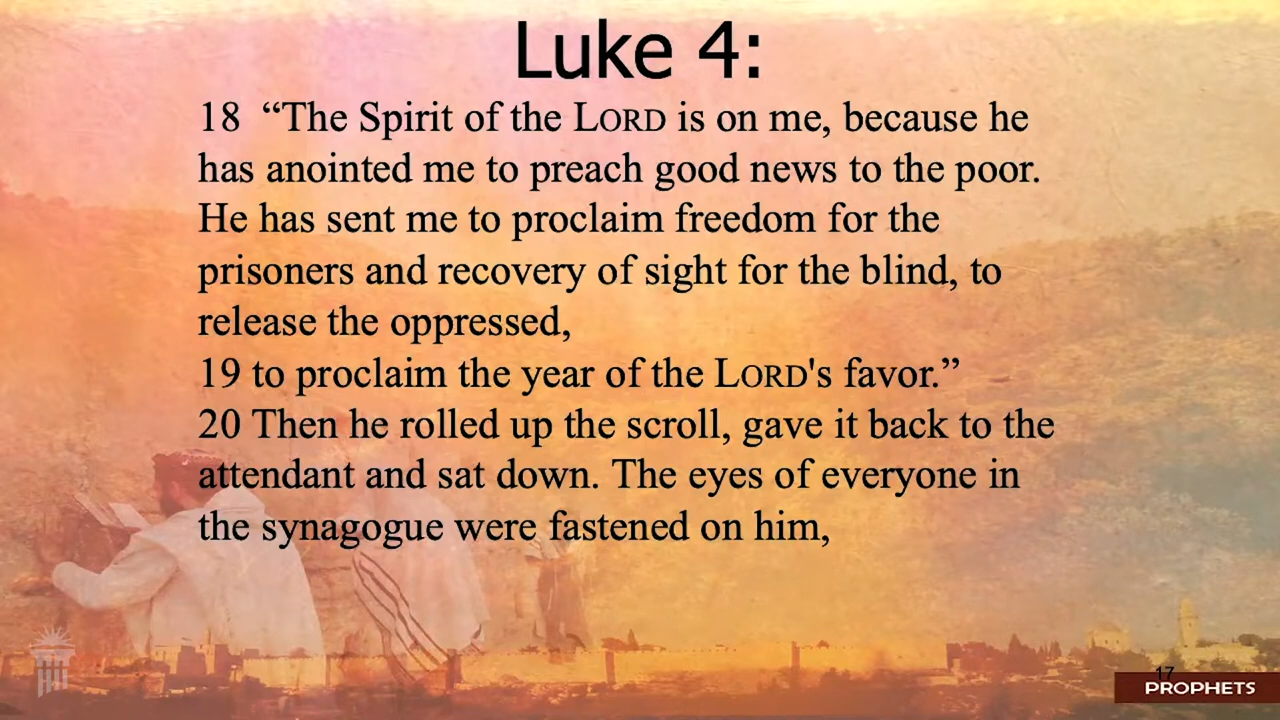 Luke 4:
18 “The Spirit of the LORD is on me, because he
has anointed me to preach good news to the poor.
He has sent me to proclaim freedom for the
prisoners and recovery of sight for the blind, to
release the oppressed,
19 to proclaim the year of the LORD's favor.”
20 Then he rolled up the scroll, gave it back to the
attendant and sat down. The eyes of everyone in
the synagogue were fastened on him,
17
PROPHETS